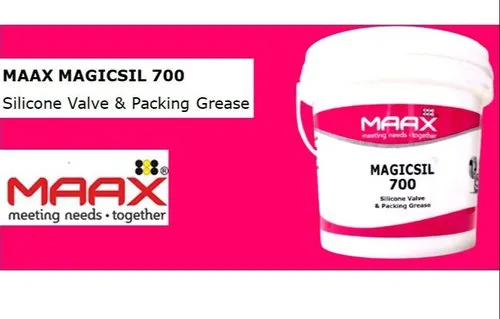 MAAX MAGICSIL 700
Silicone Valve & Packing Grease
MAAX®
meeting needs • together
MAAX®
meeting needs • together
MAGICSIL
700
Silicone Valve
& Packing Grease